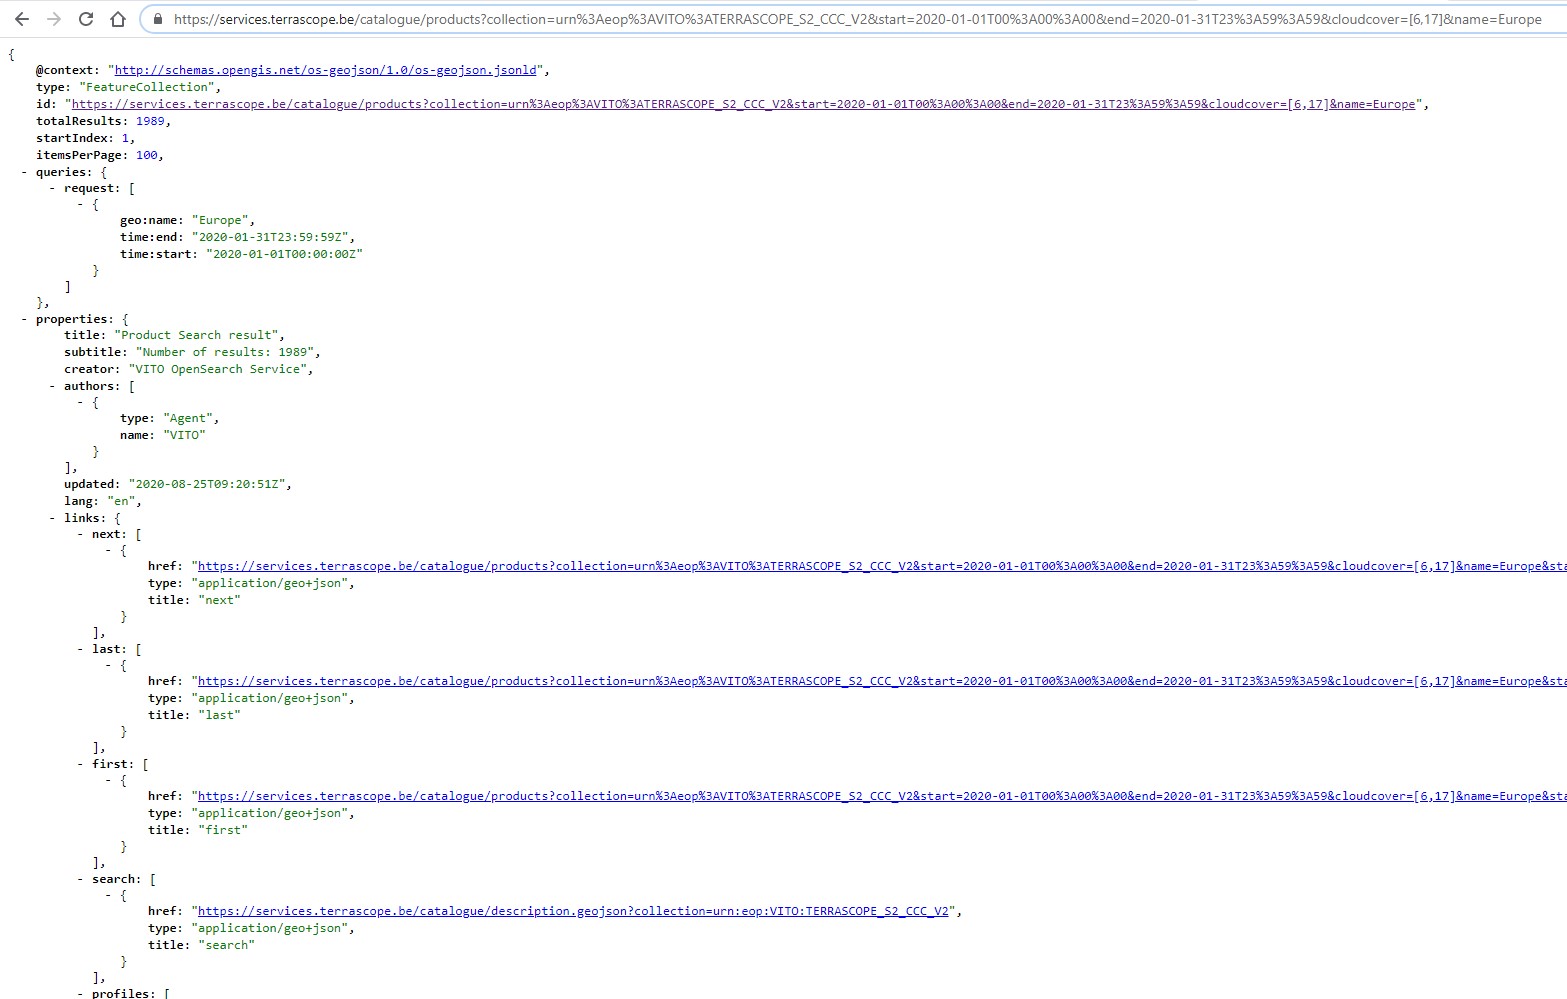 https://services.terrascope.be/catalogue/products?collection=urn%3Aeop%3AVITO%3ATERRASCOPE_S2_CCC_V2&start=2020-01-01T00%3A00%3A00&end=2020-01-31T23%3A59%3A59&cloudcover=[6,17]&name=Europe
{
@context: "http://schemas.opengis.net/os-geojson/1.0/os-geojson.jsonld",
type: "FeatureCollection",
id: "https://services.terrascope.be/catalogue/products?collection=urn%3Aeop%3AVITO%3ATERRASCOPE_S2_CCC_V2&start=2020-01-01T00%3A00%3A00&end=2020-01-31T23%3A59%3A59&cloudcover=[6,17]&name=Europe",
totalResults: 1989,
startIndex: 1,
itemsPerPage: 100,
- queries: {
- request: [
- {
geo:name: "Europe",
time:end: "2020-01-31T23:59:59Z",
time:start: "2020-01-01T00:00:00Z"
}
]
},
- properties: {
title: "Product Search result",
subtitle: "Number of results: 1989",
creator: "VITO OpenSearch Service",
- authors: [
- {
type: "Agent",
name: "VITO"
}
],
updated: "2020-08-25T09:20:51Z",
lang: "en",
- links: {
- next: [
- {
href: "https://services.terrascope.be/catalogue/products?collection=urn%3Aeop%3AVITO%3ATERRASCOPE_S2_CCC_V2&start=2020-01-01T00%3A00%3A00&end=2020-01-31T23%3A59%3A59&cloudcover=[6,17]&name=Europe&sta
type: "application/geo+json",
title: "next"
}
],
- last: [
- {
href: "https://services.terrascope.be/catalogue/products?collection=urn%3Aeop%3AVITO%3ATERRASCOPE_S2_CCC_V2&start=2020-01-01T00%3A00%3A00&end=2020-01-31T23%3A59%3A59&cloudcover=[6,17]&name=Europe&sta
type: "application/geo+json",
title: "last"
}
],
- first: [
- {
href: "https://services.terrascope.be/catalogue/products?collection=urn%3Aeop%3AVITO%3ATERRASCOPE_S2_CCC_V2&start=2020-01-01T00%3A00%3A00&end=2020-01-31T23%3A59%3A59&cloudcover=[6,17]&name=Europe&sta
type: "application/geo+json",
title: "first"
}
],
- search: [
- {
href: "https://services.terrascope.be/catalogue/description.geojson?collection=urn:eop:VITO:TERRASCOPE_S2_CCC_V2",
type: "application/geo+json",
title: "search"
}
],
- profiles: [